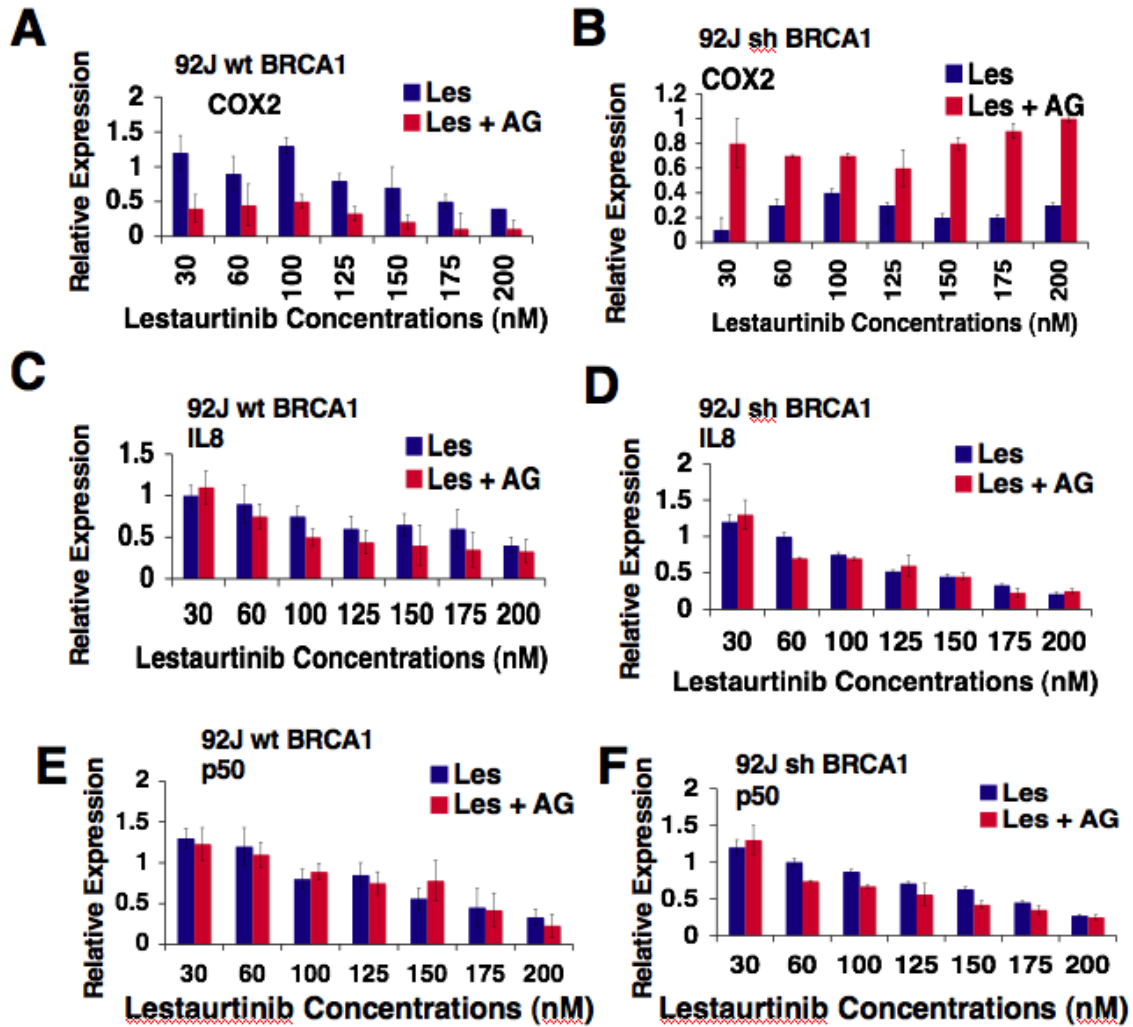 A
92J wt BRCA1
COX2
Les
Les + AG
Relative Expression
2
1.5
1
0.5
0
30 60 100 125 150 175 200
Lestaurtinib Concentrations (nM)
B
92J sh BRCA1
COX2
Les
Les + AG
Relative Expression
1.2
1
0.8
0.6
0.4
0.2
0
30 60 100 125 150 175 200
Lestaurtinib Concentrations (nM)
C
92J wt BRCA1
IL8
Les
Les + AG
Relative Expression
1.5
1
0.5
0
30 60 100 125 150 175 200
Lestaurtinib Concentrations (nM)
D
92J sh BRCA1
IL8
Les
Les + AG
Relative Expression
2
1.5
1
0.5
0
30 60 100 125 150 175 200
Lestaurtinib Concentrations (nM)
E
92J wt BRCA1
p50
Les
Les + AG
Relative Expression
2
1.5
1
0.5
0
30 60 100 125 150 175 200
Lestaurtinib Concentrations (nM)
F
92J sh BRCA1
p50
Les
Les + AG
Relative Expression
2
1.5
1
0.5
0
30 60 100 125 150 175 200
Lestaurtinib Concentrations (nM)